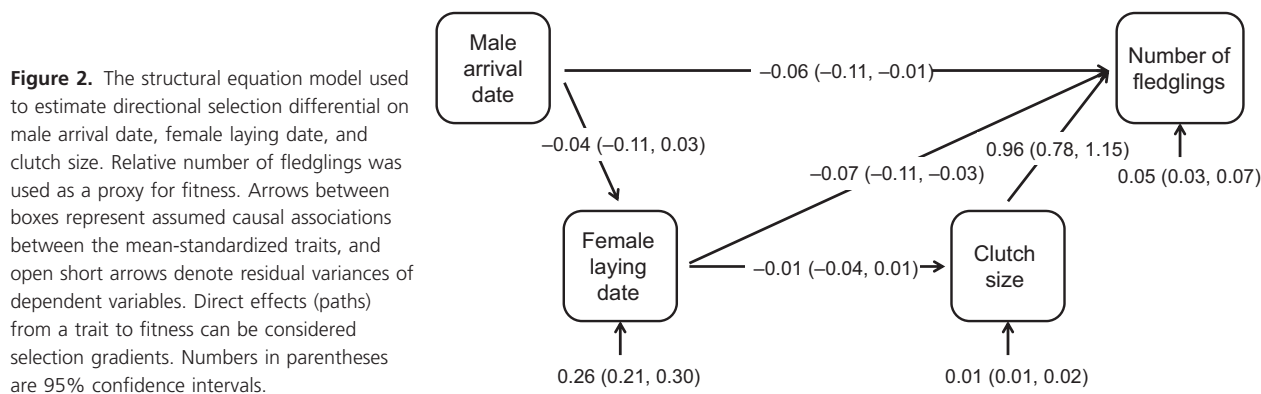 Figure 2. The structural equation model used
to estimate directional selection differential on
male arrival date, female laying date, and
clutch size. Relative number of fledglings was
used as a proxy for fitness. Arrows between
boxes represent assumed causal associations
between the mean-standardized traits, and
open short arrows denote residual variances of
dependent variables. Direct effects (paths)
from a trait to fitness can be considered
selection gradients. Numbers in parentheses
are 95% confidence intervals.
Male
arrival
date
–0.06 (–0.11, –0.01)
Number of
fledglings
–0.04 (–0.11, 0.03)
0.96 (0.78, 1.15)
–0.07 (–0.11, –0.03)
0.05 (0.03, 0.07)
Female
laying
date
–0.01 (–0.04, 0.01)
Clutch
size
0.26 (0.21, 0.30)
0.01 (0.01, 0.02)